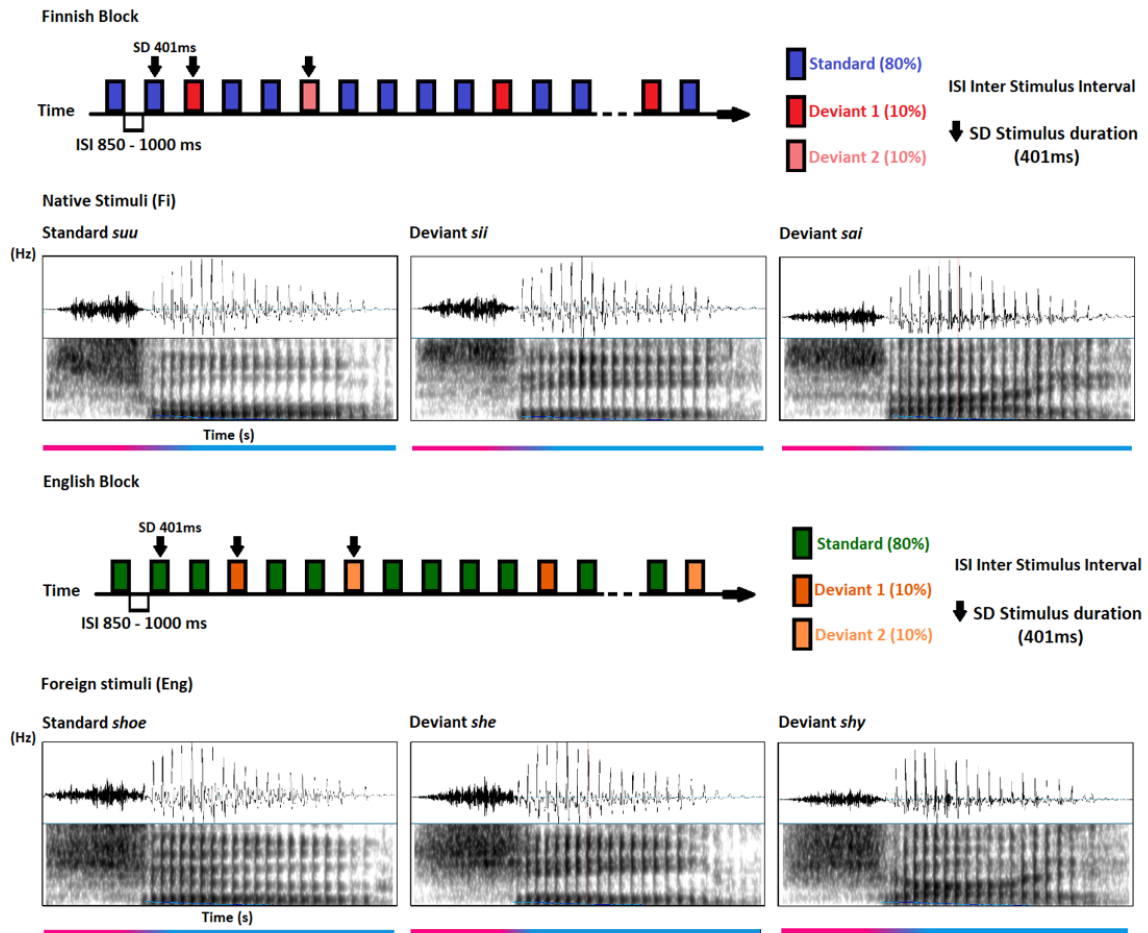 Finnish Block
SD 401ms
Time
ISI 850 - 1000 ms
Standard (80%)
Deviant 1 (10%)
Deviant 2 (10%)
ISI Inter Stimulus Interval
SD Stimulus duration
(401ms)
Native Stimuli (Fi)
Standard suu
Deviant sii
Deviant sai
(Hz)
Time (s)
English Block
SD 401ms
Time
ISI 850 - 1000 ms
Standard (80%)
Deviant 1 (10%)
Deviant 2 (10%)
ISI Inter Stimulus Interval
SD Stimulus duration
(401ms)
Foreign stimuli (Eng)
Standard shoe
Deviant she
Deviant shy
(Hz)
Time (s)